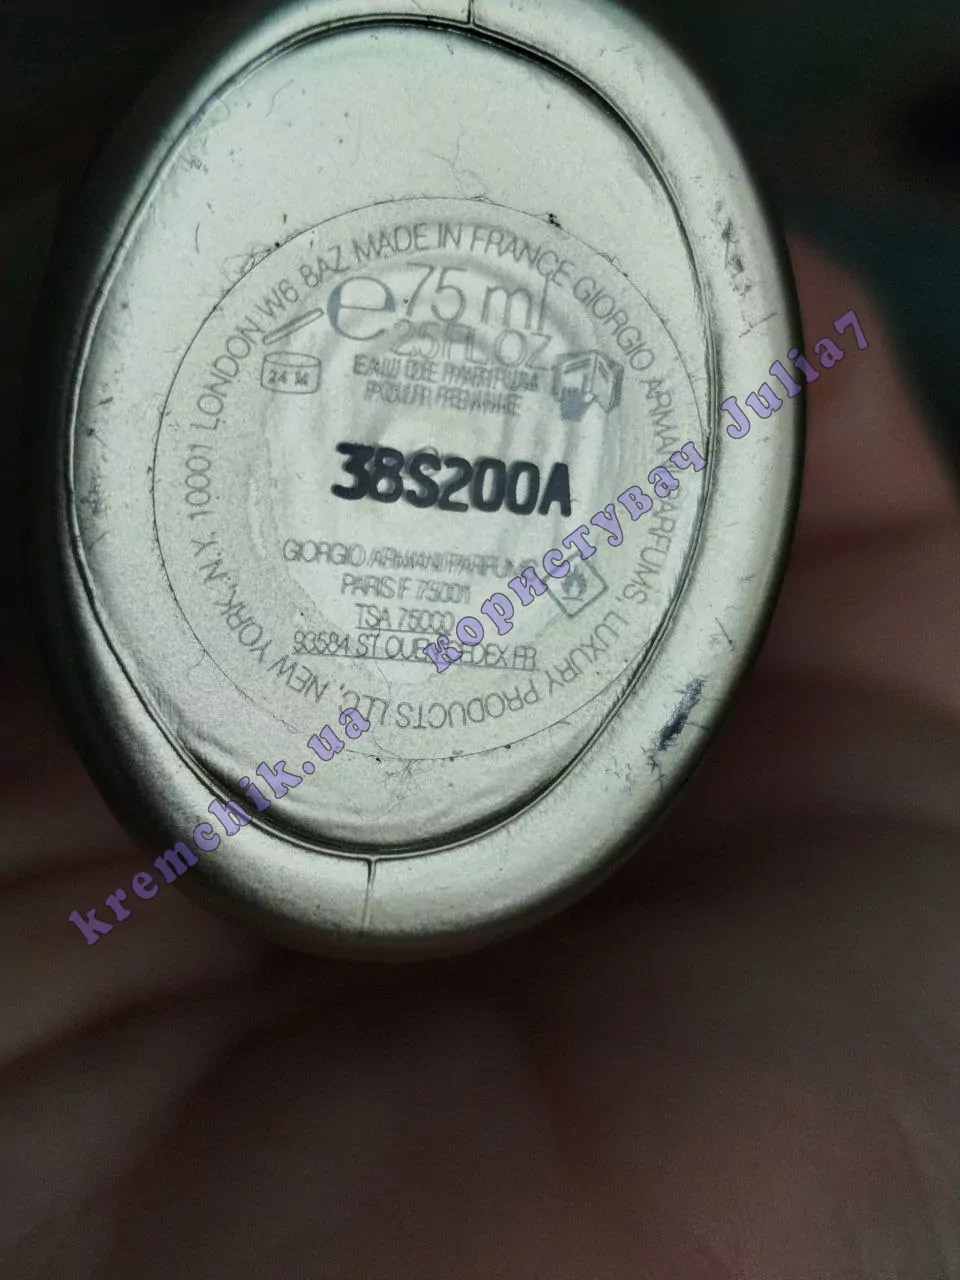 LONDON W6 8AZ MADE IN FRANCE GIORGIO ARMANI PARFUMS, LUXURY PRODUCTS LLC, NEW YORK, N.Y. 10001
e 75 ml
2.5 FL.OZ
24 M
EAU DE PARFUM
38S200A
GIORGIO ARMANI PARFUMS
PARIS F 75001
TSA 75000
93584 ST OUEN CEDEX FR
kremchik.ua користувач Julia7